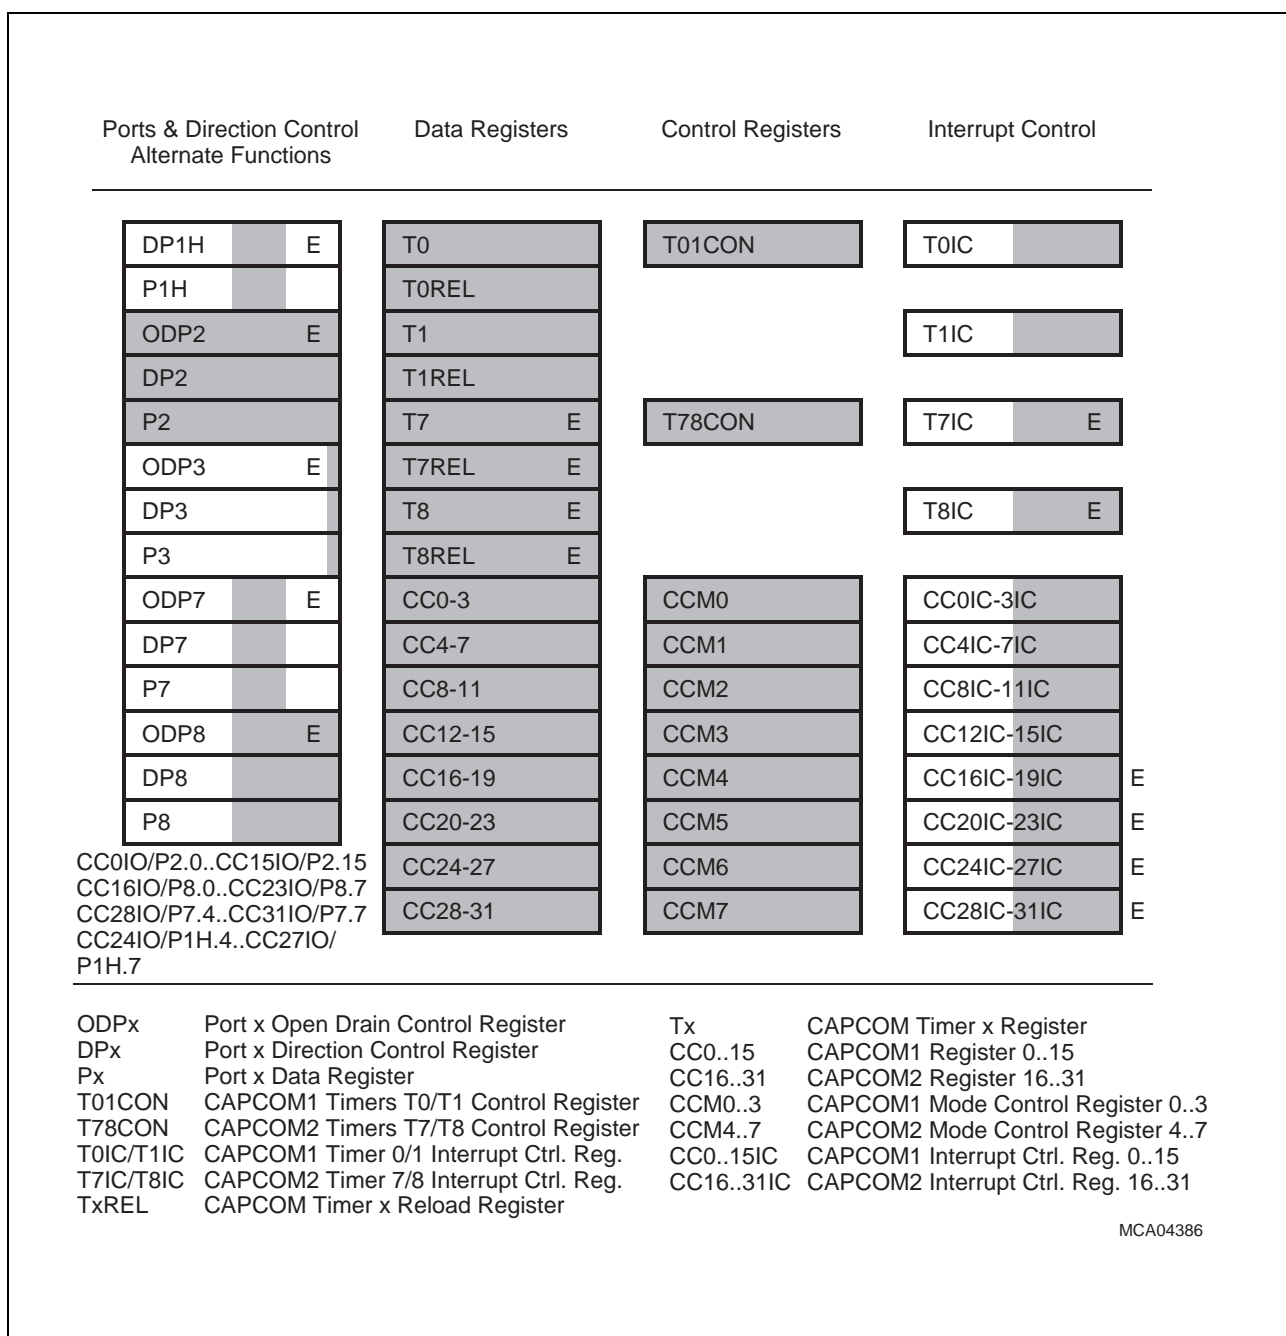 Ports & Direction Control
Alternate Functions
Data Registers
Control Registers
Interrupt Control
DP1H E
P1H
ODP2 E
DP2
P2
ODP3 E
DP3
P3
ODP7 E
DP7
P7
ODP8 E
DP8
P8
CC0IO/P2.0..CC15IO/P2.15
CC16IO/P8.0..CC23IO/P8.7
CC28IO/P7.4..CC31IO/P7.7
CC24IO/P1H.4..CC27IO/
P1H.7
T0
T0REL
T1
T1REL
T7 E
T7REL E
T8 E
T8REL E
CC0-3
CC4-7
CC8-11
CC12-15
CC16-19
CC20-23
CC24-27
CC28-31
T01CON
T78CON
CCM0
CCM1
CCM2
CCM3
CCM4
CCM5
CCM6
CCM7
T0IC
T1IC
T7IC E
T8IC E
CC0IC-3IC
CC4IC-7IC
CC8IC-11IC
CC12IC-15IC
CC16IC-19IC E
CC20IC-23IC E
CC24IC-27IC E
CC28IC-31IC E
ODPx Port x Open Drain Control Register
DPx Port x Direction Control Register
Px Port x Data Register
T01CON CAPCOM1 Timers T0/T1 Control Register
T78CON CAPCOM2 Timers T7/T8 Control Register
T0IC/T1IC CAPCOM1 Timer 0/1 Interrupt Ctrl. Reg.
T7IC/T8IC CAPCOM2 Timer 7/8 Interrupt Ctrl. Reg.
TxREL CAPCOM Timer x Reload Register
Tx CAPCOM Timer x Register
CC0..15 CAPCOM1 Register 0..15
CC16..31 CAPCOM2 Register 16..31
CCM0..3 CAPCOM1 Mode Control Register 0..3
CCM4..7 CAPCOM2 Mode Control Register 4..7
CC0..15IC CAPCOM1 Interrupt Ctrl. Reg. 0..15
CC16..31IC CAPCOM2 Interrupt Ctrl. Reg. 16..31
MCA04386